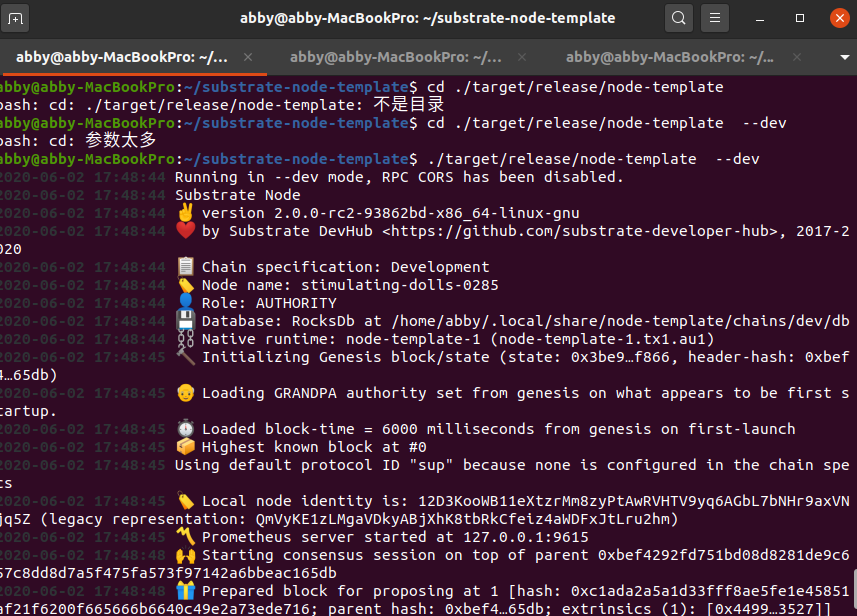 abby@abby-MacBookPro: ~/substrate-node-template
abby@abby-MacBookPro: ~/... abby@abby-MacBookPro: ~/... abby@abby-MacBookPro: ~/...
abby@abby-MacBookPro:~/substrate-node-template$ cd ./target/release/node-template
bash: cd: ./target/release/node-template: 不是目录
abby@abby-MacBookPro:~/substrate-node-template$ cd ./target/release/node-template  --dev
bash: cd: 参数太多
abby@abby-MacBookPro:~/substrate-node-template$ ./target/release/node-template  --dev
2020-06-02 17:48:44 Running in --dev mode, RPC CORS has been disabled.
2020-06-02 17:48:44 Substrate Node
2020-06-02 17:48:44 ✌️ version 2.0.0-rc2-93862bd-x86_64-linux-gnu
2020-06-02 17:48:44 ❤️ by Substrate DevHub <https://github.com/substrate-developer-hub>, 2017-2
020
2020-06-02 17:48:44 📋 Chain specification: Development
2020-06-02 17:48:44 🏷 Node name: stimulating-dolls-0285
2020-06-02 17:48:44 👤 Role: AUTHORITY
2020-06-02 17:48:44 💾 Database: RocksDb at /home/abby/.local/share/node-template/chains/dev/db
2020-06-02 17:48:44 ⛓ Native runtime: node-template-1 (node-template-1.tx1.au1)
2020-06-02 17:48:45 🔨 Initializing Genesis block/state (state: 0x3be9…f866, header-hash: 0xbef
4…65db)
2020-06-02 17:48:45 👴 Loading GRANDPA authority set from genesis on what appears to be first s
tartup.
2020-06-02 17:48:45 ⏱ Loaded block-time = 6000 milliseconds from genesis on first-launch
2020-06-02 17:48:45 📦 Highest known block at #0
2020-06-02 17:48:45 Using default protocol ID "sup" because none is configured in the chain spe
cs
2020-06-02 17:48:45 🏷 Local node identity is: 12D3KooWB11eXtzrMm8zyPtAwRVHTV9yq6AGbL7bNHr9axVN
jq5Z (legacy representation: QmVyKE1zLMgaVDkyABjXhK8tbRkCfeiz4aWDFxJtLru2hm)
2020-06-02 17:48:45 〽️ Prometheus server started at 127.0.0.1:9615
2020-06-02 17:48:48 🙌 Starting consensus session on top of parent 0xbef4292fd751bd08d8281de9c6
57c8dd8d7a5f475fa573f97142a6bbeac165db
2020-06-02 17:48:48 🎁 Prepared block for proposing at 1 [hash: 0xc1ada2a5a1d33fff8ae5fe1e45851
af21f6200f665666b6640c49e2a73ede716; parent_hash: 0xbef4…65db; extrinsics (1): [0x4499…3527]]